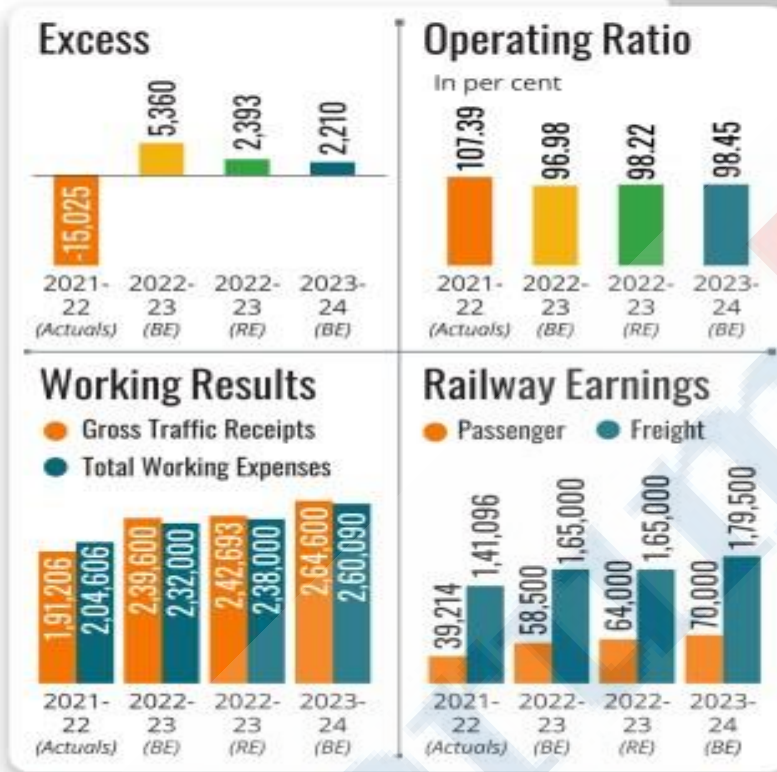 Excess
-15,025
5,360
2,393
2,210
2021-
22
(Actuals)
2022-
23
(BE)
2022-
23
(RE)
2023-
24
(BE)
Operating Ratio
In per cent
107.39
96.98
98.22
98.45
2021-
22
(Actuals)
2022-
23
(BE)
2022-
23
(RE)
2023-
24
(BE)
Working Results
Gross Traffic Receipts
Total Working Expenses
1,91,206
2,04,606
2,39,600
2,32,000
2,42,693
2,38,000
2,64,600
2,60,090
2021-
22
(Actuals)
2022-
23
(BE)
2022-
23
(RE)
2023-
24
(BE)
Railway Earnings
Passenger Freight
39,214
1,41,096
58,500
1,65,000
64,000
1,65,000
70,000
1,79,500
2021-
22
(Actuals)
2022-
23
(BE)
2022-
23
(RE)
2023-
24
(BE)